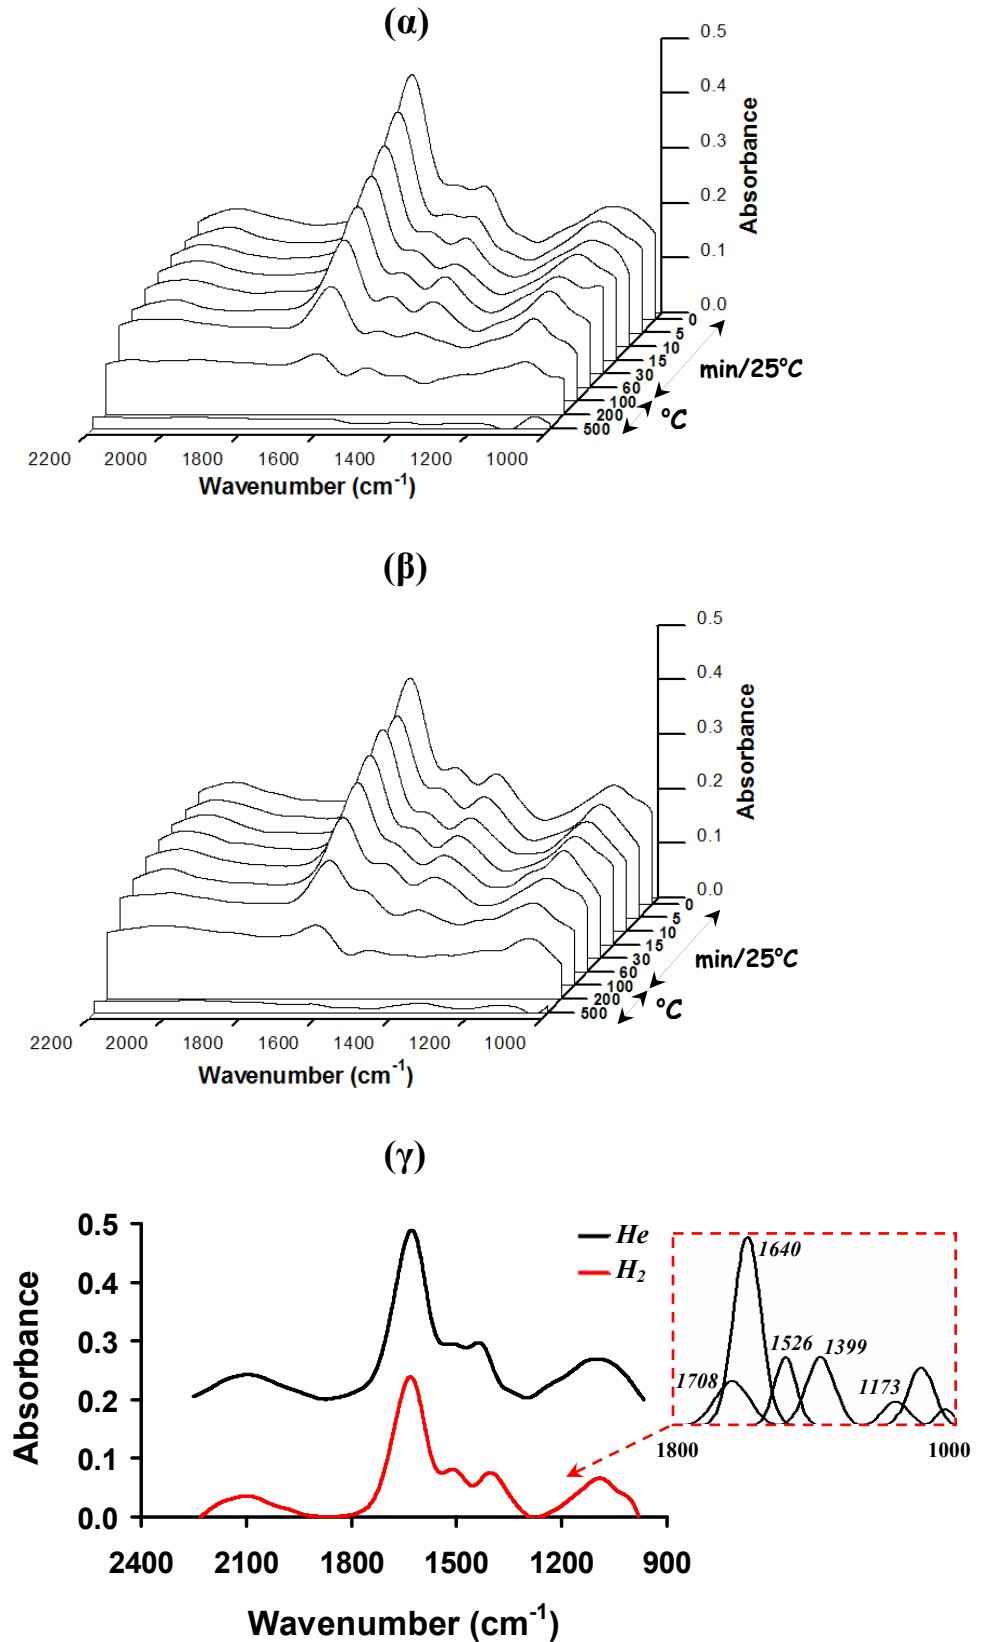 (α)
0.5
0.4
0.3
0.2
0.1
0.0
Absorbance
0
5
10
15
30
60
100
200
500
min/25°C
°C
2200 2000 1800 1600 1400 1200 1000
Wavenumber (cm-1)
(β)
0.5
0.4
0.3
0.2
0.1
0.0
Absorbance
0
5
10
15
30
60
100
200
500
min/25°C
°C
2200 2000 1800 1600 1400 1200 1000
Wavenumber (cm-1)
(γ)
0.5
0.4
0.3
0.2
0.1
0.0
Absorbance
He
H2
1640
1526 1399
1708
1173
1800 1000
2400 2100 1800 1500 1200 900
Wavenumber (cm-1)